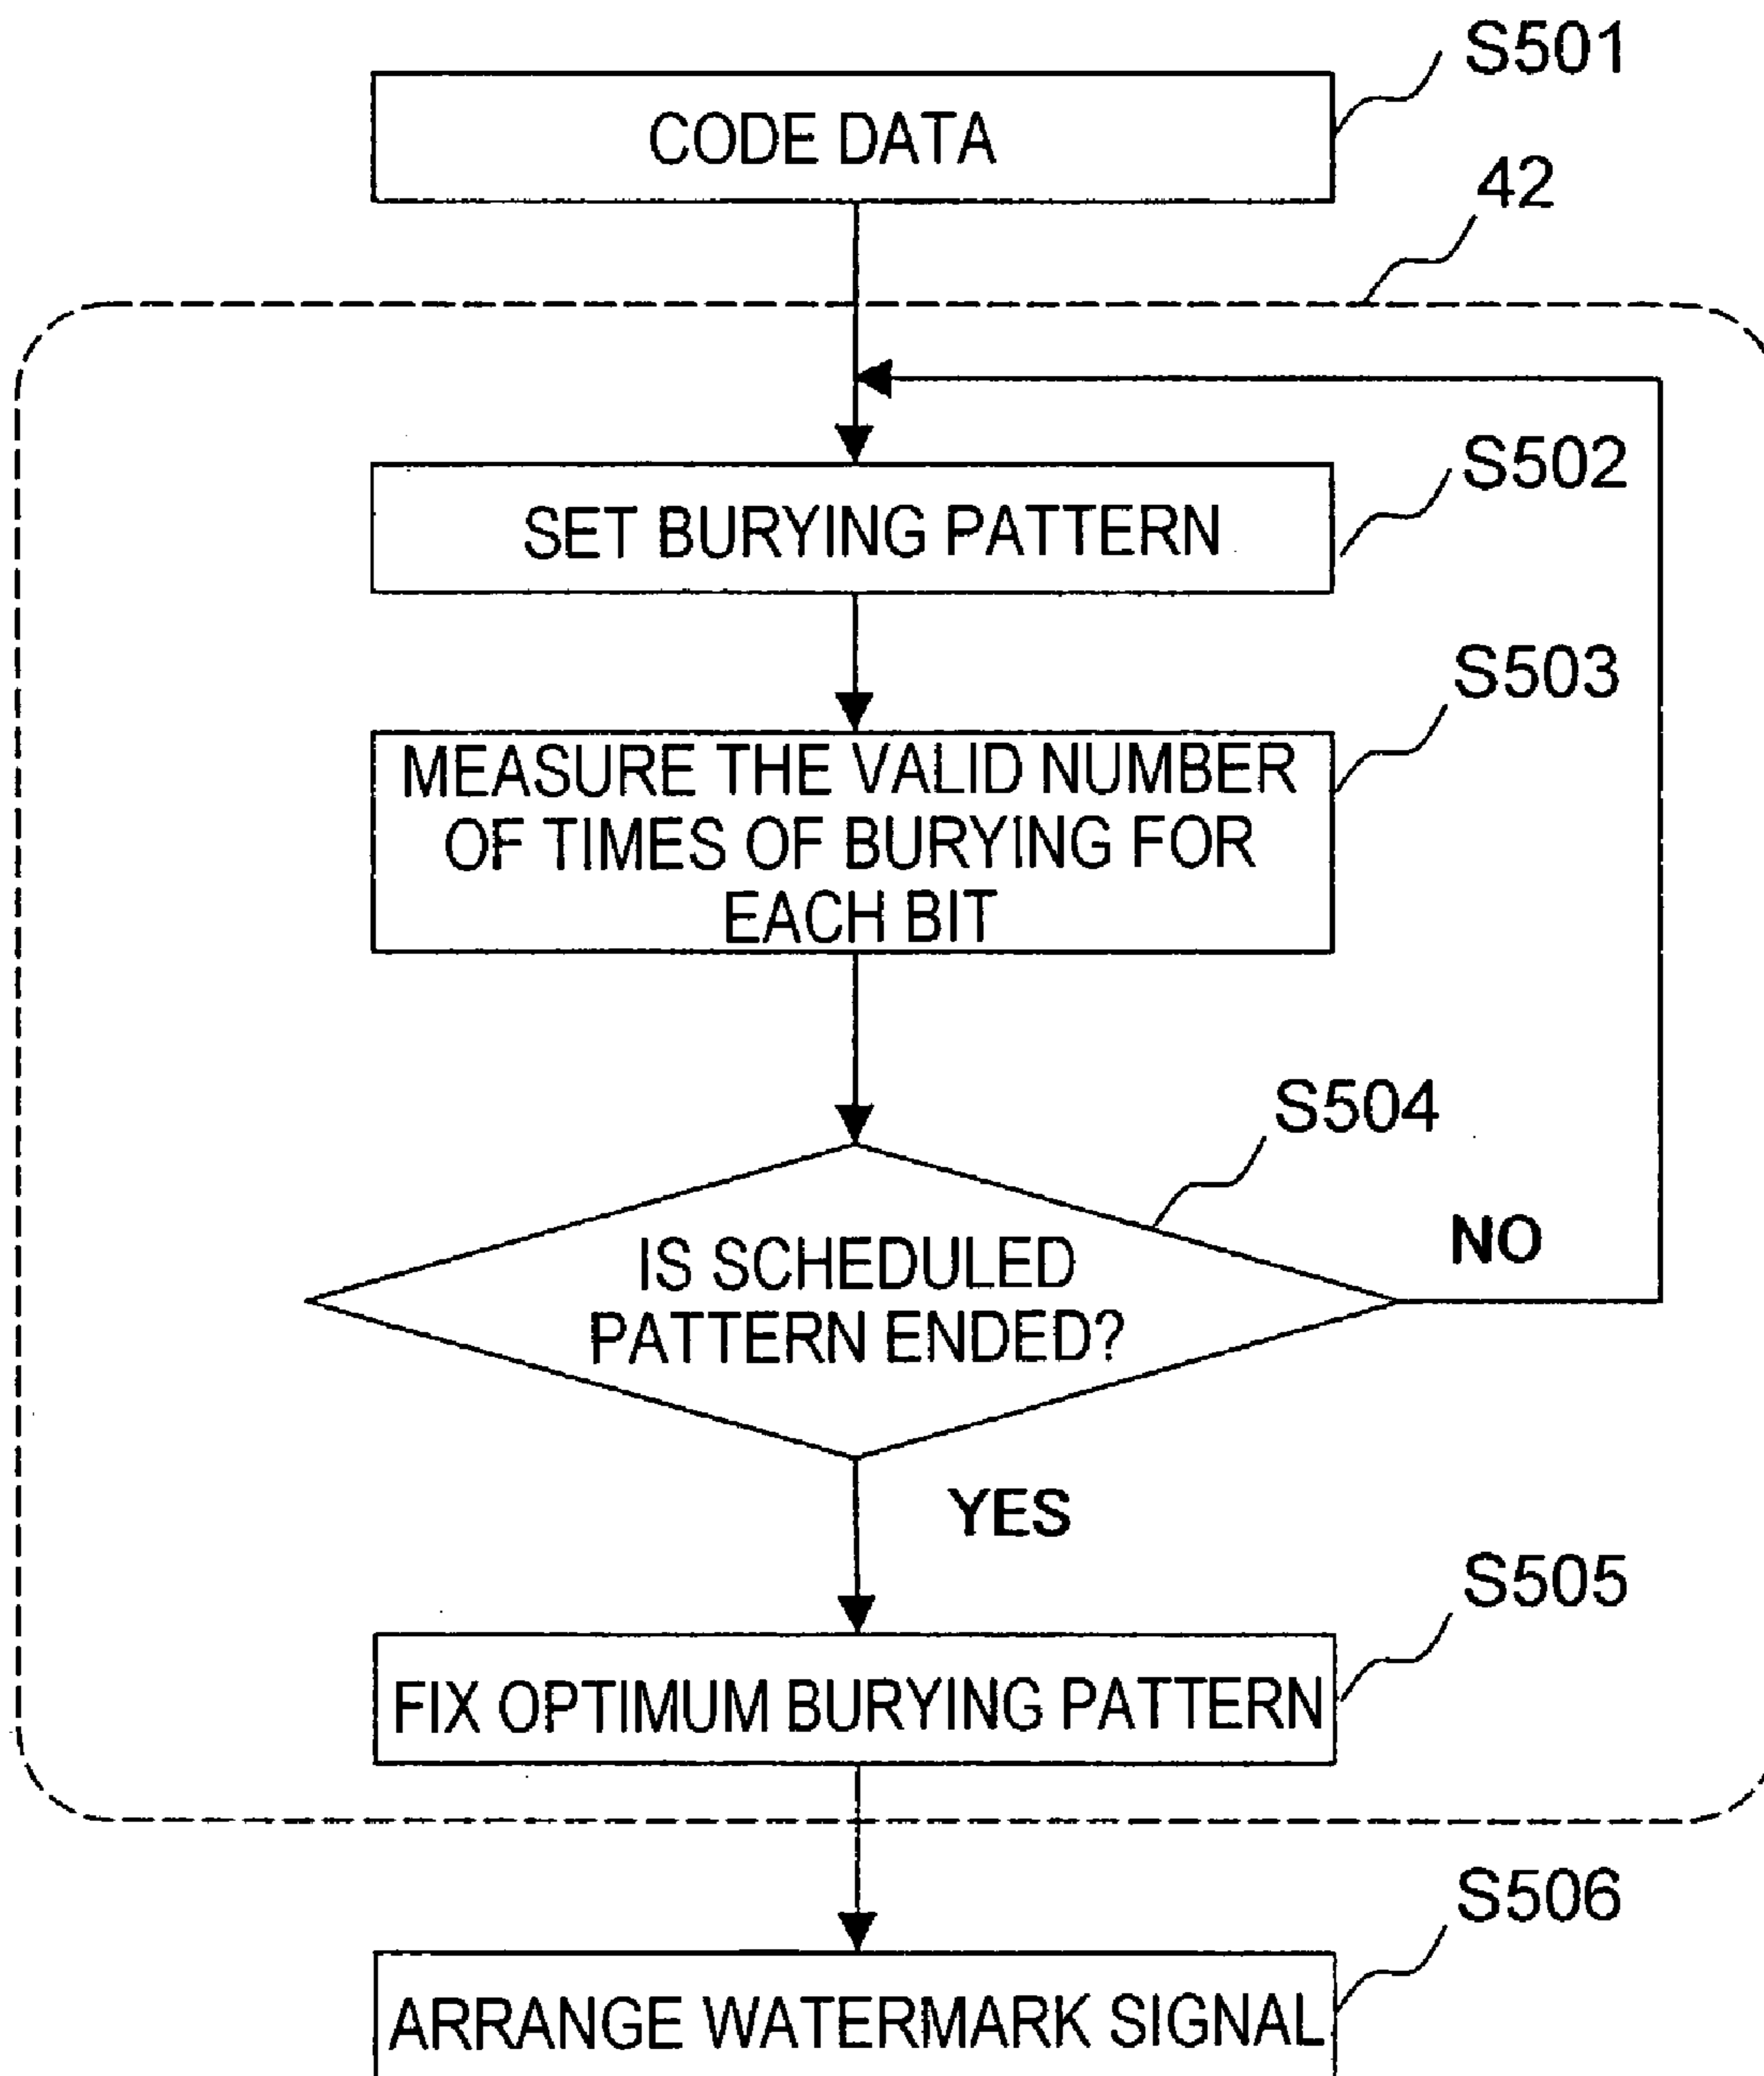 S501
CODE DATA
42
S502
SET BURYING PATTERN
S503
MEASURE THE VALID NUMBER
OF TIMES OF BURYING FOR
EACH BIT
S504
IS SCHEDULED
PATTERN ENDED?
NO
YES
S505
FIX OPTIMUM BURYING PATTERN
S506
ARRANGE WATERMARK SIGNAL